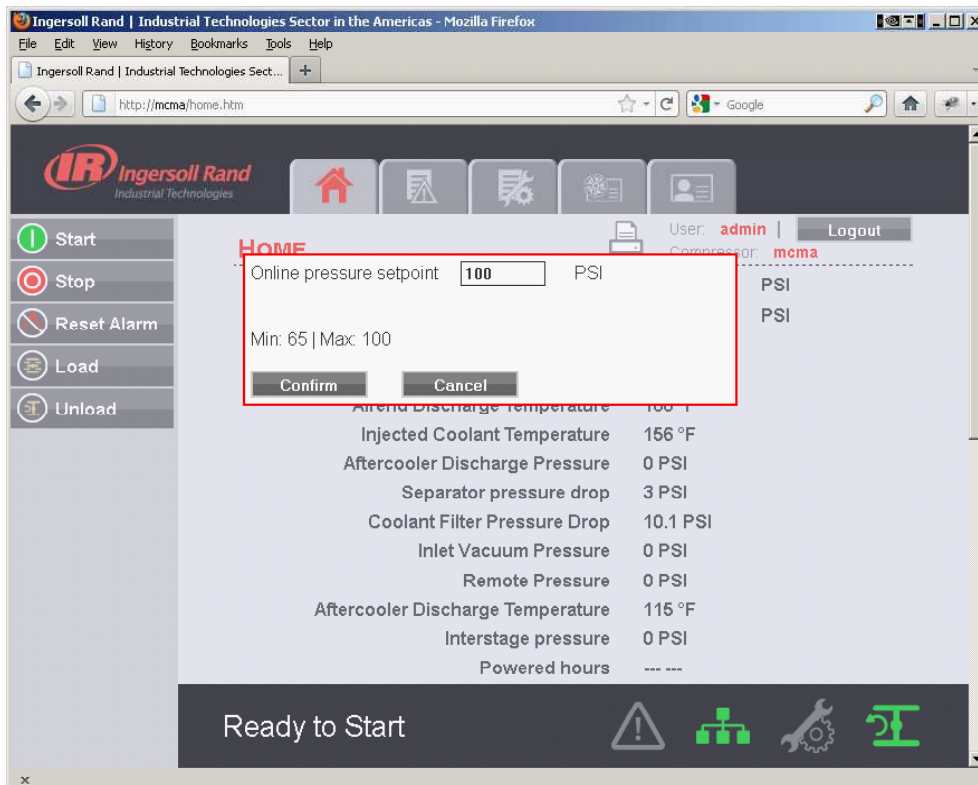 Ingersoll Rand | Industrial Technologies Sector in the Americas - Mozilla Firefox
File Edit View History Bookmarks Tools Help
Ingersoll Rand | Industrial Technologies Sect...
http://mcma/home.htm
Google
IR Ingersoll Rand
Industrial Technologies
Start
Stop
Reset Alarm
Load
Unload
User: admin | Logout
HOME
Compressor: mcma
Online pressure setpoint 100 PSI
PSI
PSI
Min: 65 | Max: 100
Confirm Cancel
Airend Discharge Temperature
Injected Coolant Temperature 156 °F
Aftercooler Discharge Pressure 0 PSI
Separator pressure drop 3 PSI
Coolant Filter Pressure Drop 10.1 PSI
Inlet Vacuum Pressure 0 PSI
Remote Pressure 0 PSI
Aftercooler Discharge Temperature 115 °F
Interstage pressure 0 PSI
Powered hours --- ---
Ready to Start